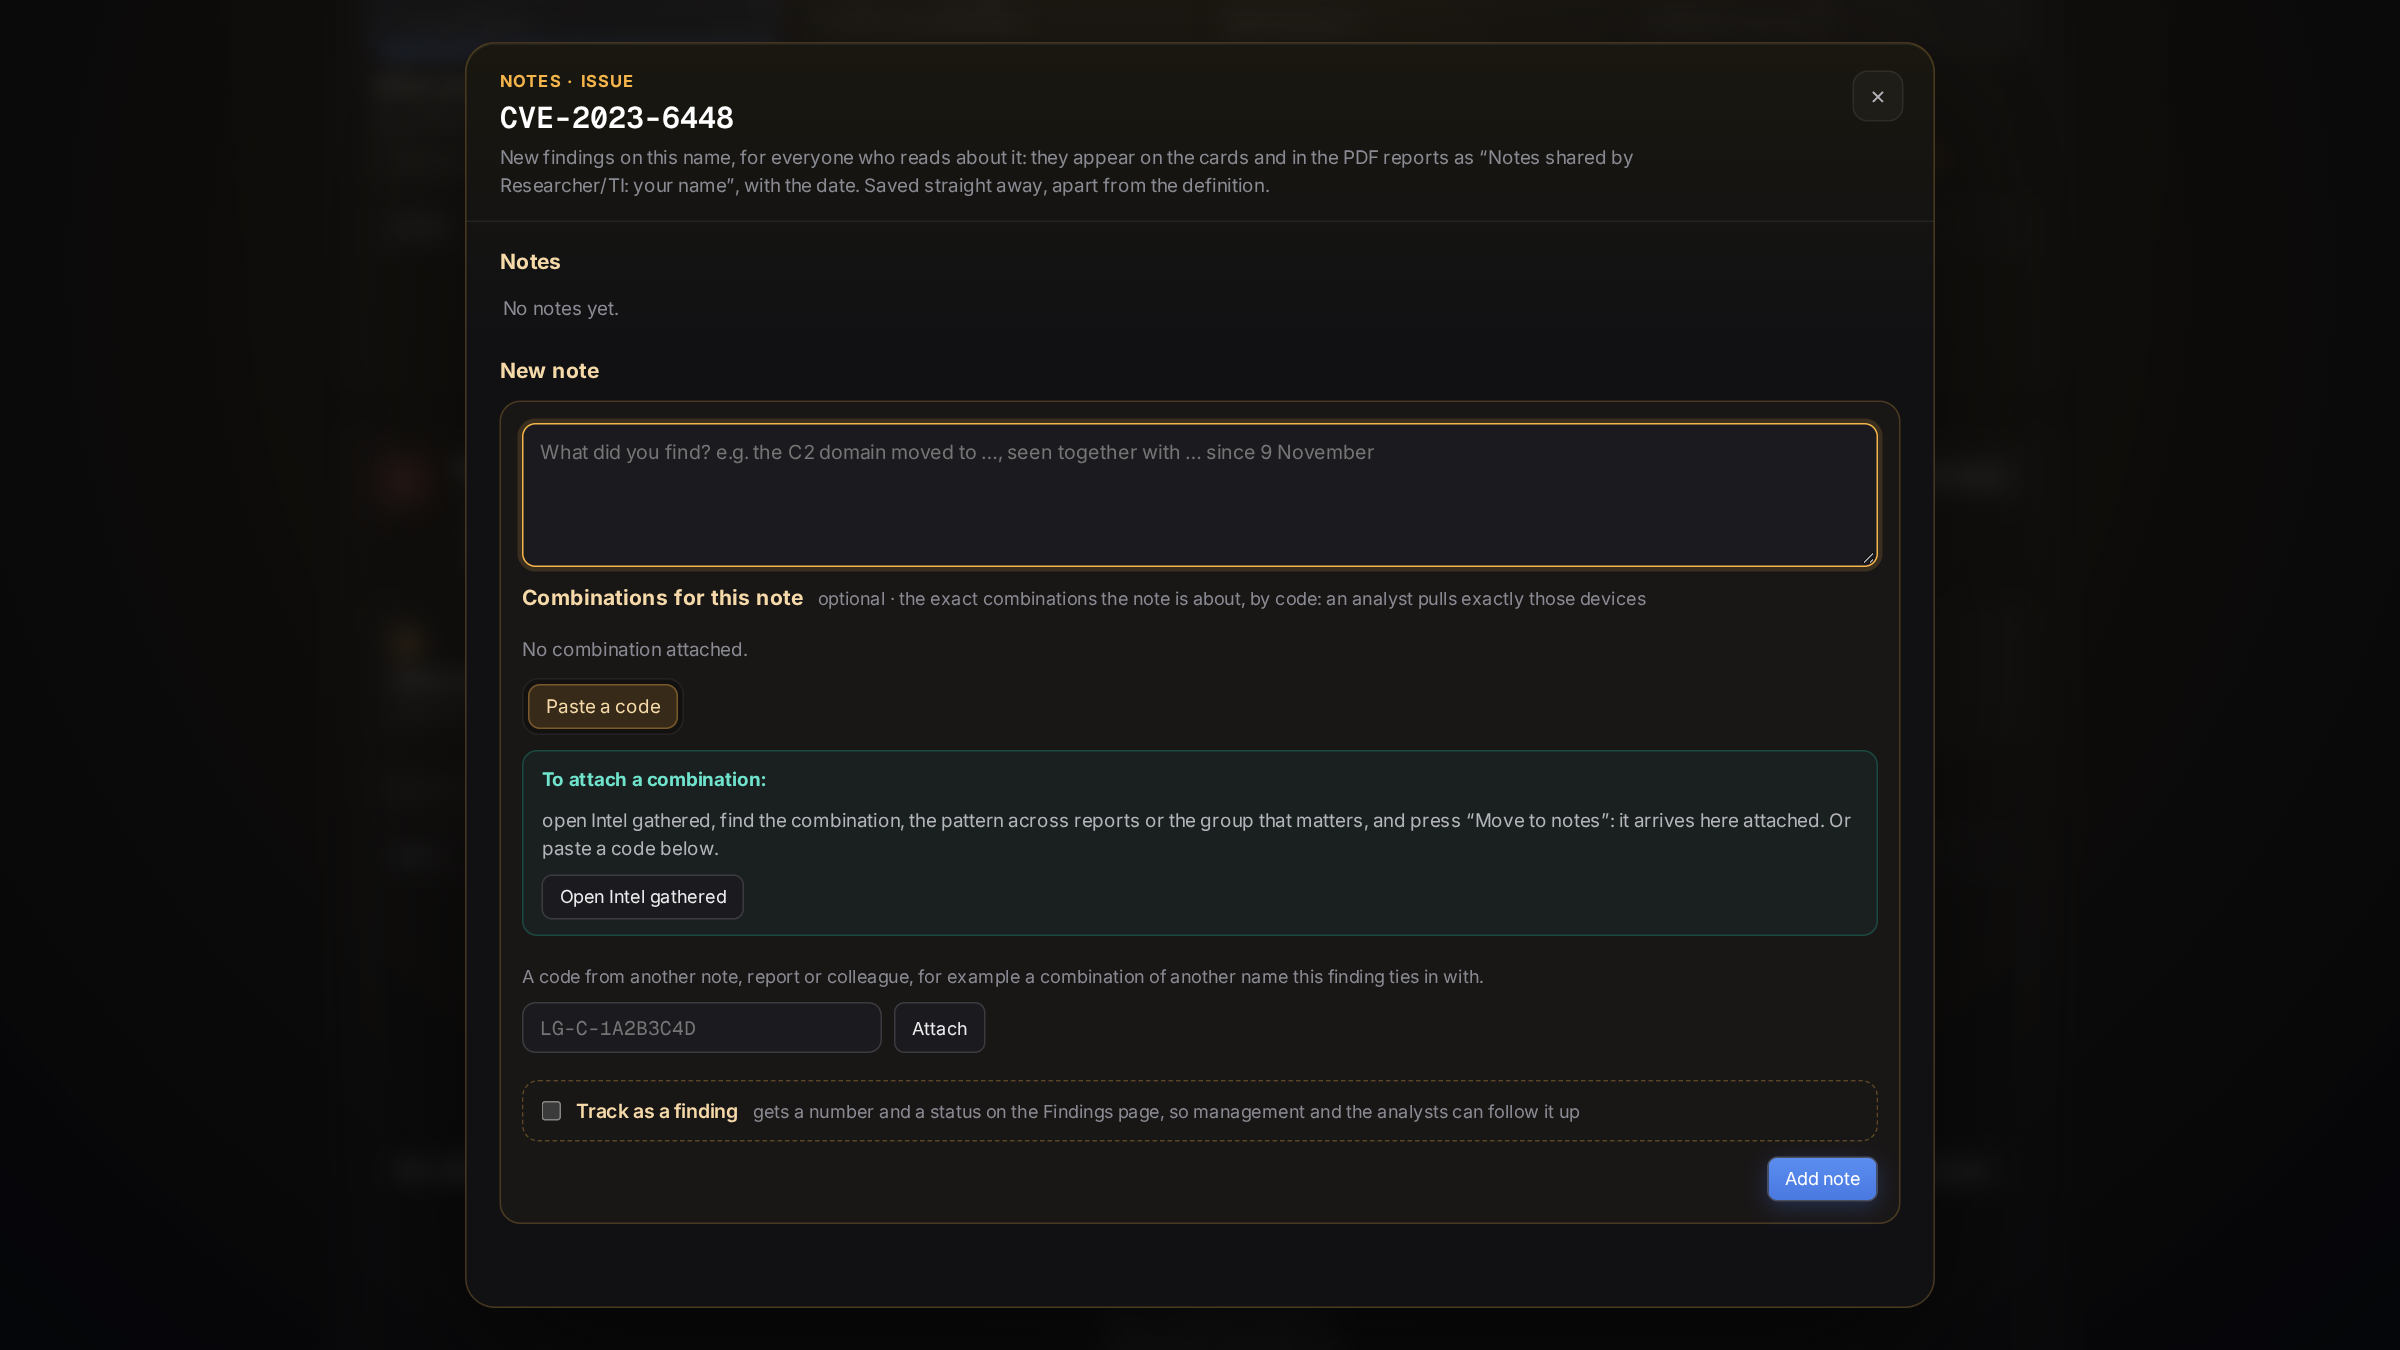 NOTES · ISSUE
CVE-2023-6448
×
New findings on this name, for everyone who reads about it: they appear on the cards and in the PDF reports as “Notes shared by
Researcher/TI: your name”, with the date. Saved straight away, apart from the definition.
Notes
No notes yet.
New note
What did you find? e.g. the C2 domain moved to …, seen together with … since 9 November
Combinations for this note optional · the exact combinations the note is about, by code: an analyst pulls exactly those devices
No combination attached.
Paste a code
To attach a combination:
open Intel gathered, find the combination, the pattern across reports or the group that matters, and press “Move to notes”: it arrives here attached. Or
paste a code below.
Open Intel gathered
A code from another note, report or colleague, for example a combination of another name this finding ties in with.
LG-C-1A2B3C4D Attach
Track as a finding gets a number and a status on the Findings page, so management and the analysts can follow it up
Add note